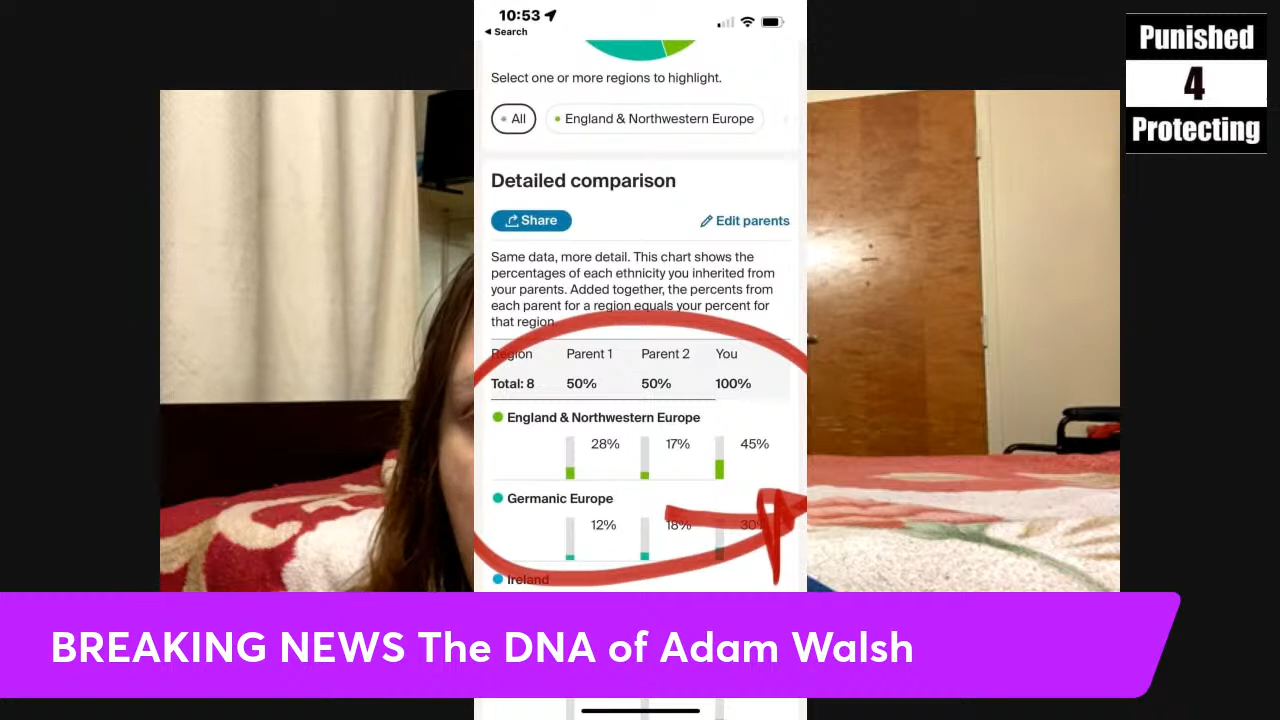 10:53
Search
Select one or more regions to highlight.
All
England & Northwestern Europe
Detailed comparison
Share
Edit parents
Same data, more detail. This chart shows the
percentages of each ethnicity you inherited from
your parents. Added together, the percents from
each parent for a region equals your percent for
that region.
Region Parent 1 Parent 2 You
Total: 8 50% 50% 100%
England & Northwestern Europe
28% 17% 45%
Germanic Europe
12% 18% 30%
Ireland
Punished
4
Protecting
BREAKING NEWS The DNA of Adam Walsh